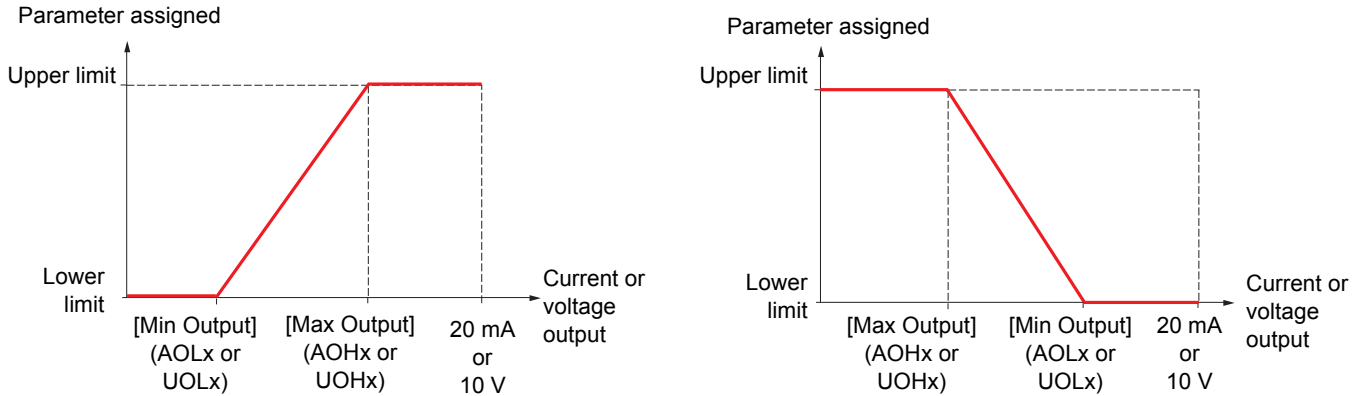 Parameter assigned
Upper limit
Lower
limit
[Min Output]
(AOLx or
UOLx)
[Max Output]
(AOHx or
UOHx)
20 mA
or
10 V
Current or
voltage
output
Parameter assigned
Upper limit
Lower
limit
[Max Output]
(AOHx or
UOHx)
[Min Output]
(AOLx or
UOLx)
20 mA
or
10 V
Current or
voltage
output